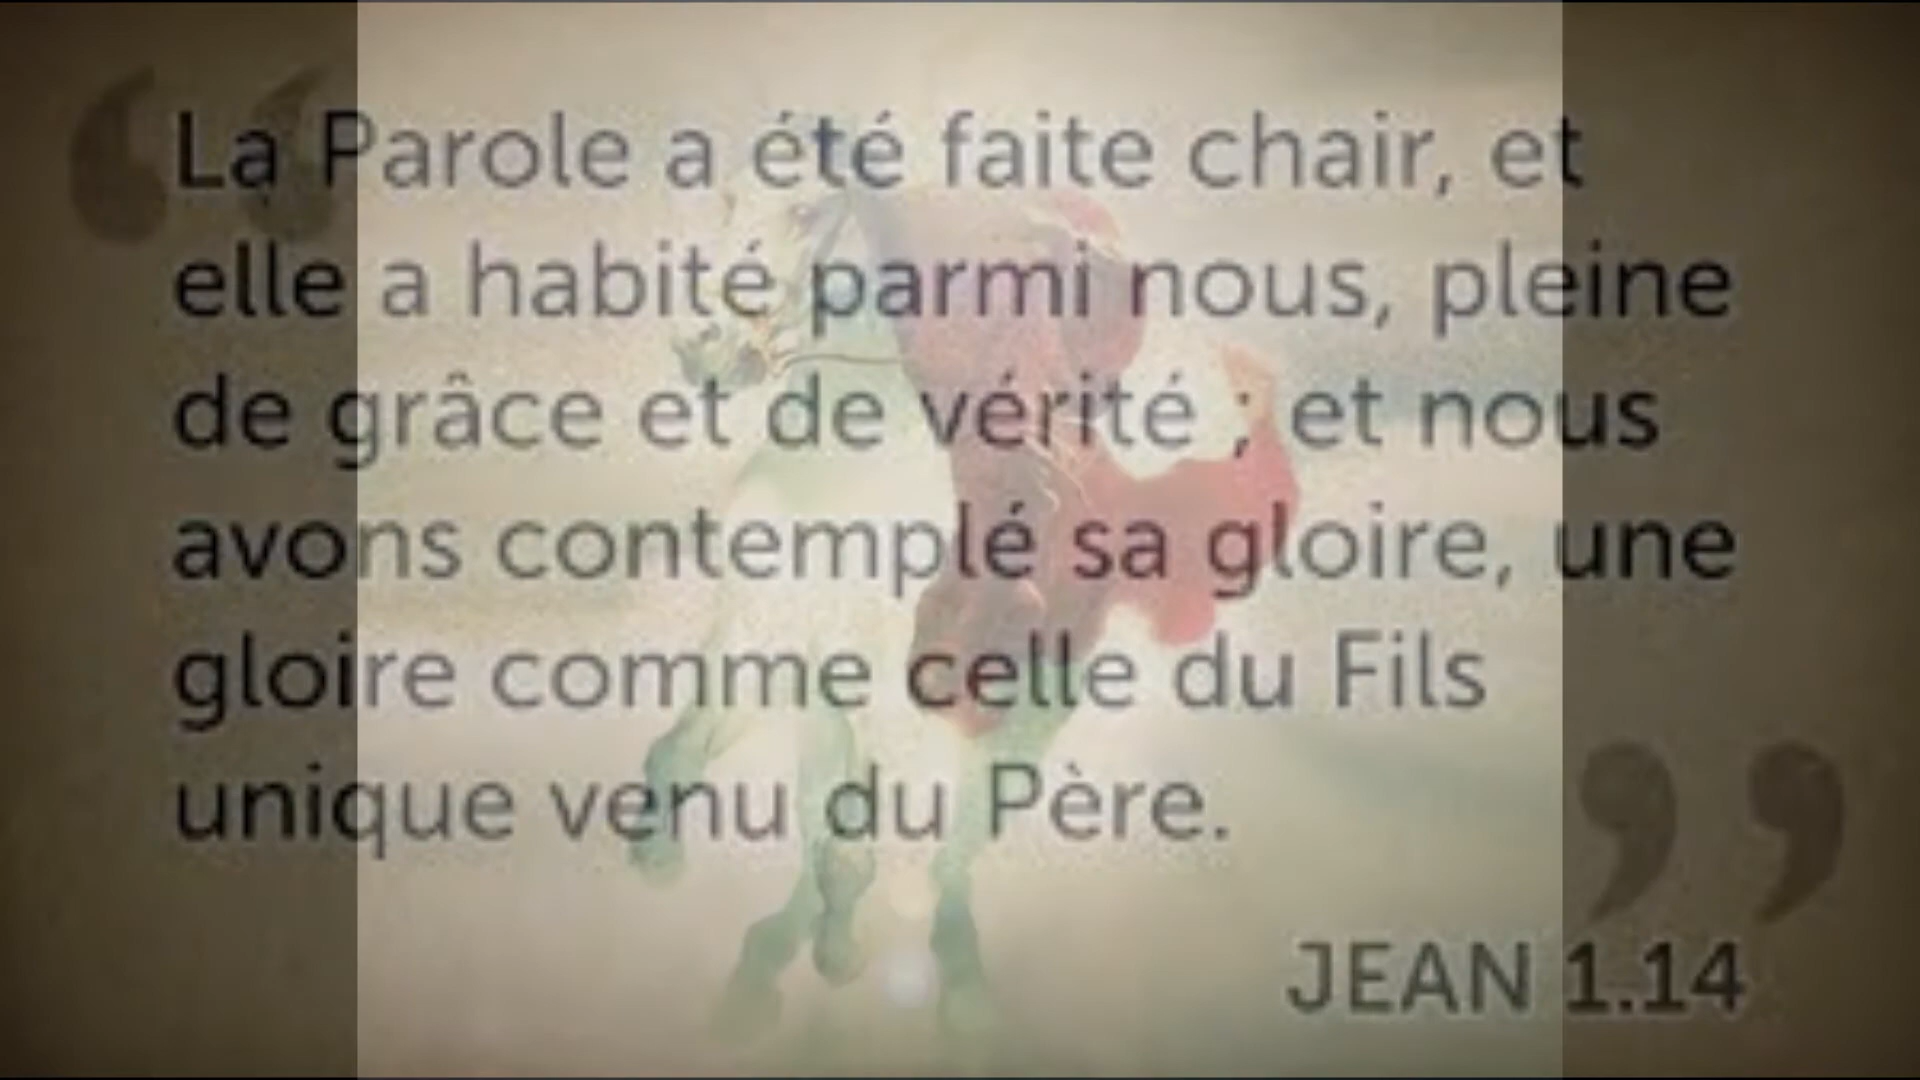 “La Parole a été faite chair, et
elle a habité parmi nous, pleine
de grâce et de vérité ; et nous
avons contemplé sa gloire, une
gloire comme celle du Fils
unique venu du Père.”
JEAN 1.14